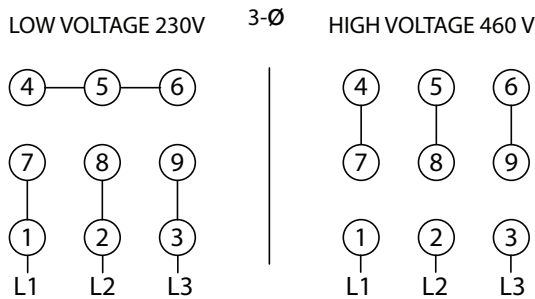 LOW VOLTAGE 230V 3-Ø HIGH VOLTAGE 460 V
4 5 6 4 5 6
7 8 9 7 8 9
1 2 3 1 2 3
L1 L2 L3 L1 L2 L3